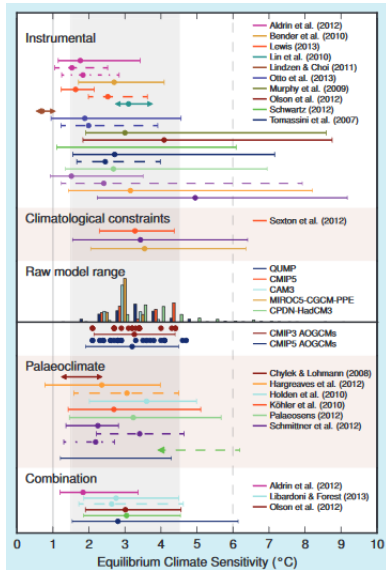 Instrumental
Aldrin et al. (2012)
Bender et al. (2010)
Lewis (2013)
Lin et al. (2010)
Lindzen & Choi (2011)
Otto et al. (2013)
Murphy et al. (2009)
Olson et al. (2012)
Schwartz (2012)
Tomassini et al. (2007)
Climatological constraints
Sexton et al. (2012)
Raw model range
QUMP
CMIP5
CAM3
MIROC5-CGCM-PPE
CPDN-HadCM3
CMIP3 AOGCMs
CMIP5 AOGCMs
Palaeoclimate
Chylek & Lohmann (2008)
Hargreaves et al. (2012)
Holden et al. (2010)
Köhler et al. (2010)
Palaeosens (2012)
Schmittner et al. (2012)
Combination
Aldrin et al. (2012)
Libardoni & Forest (2013)
Olson et al. (2012)
0 1 2 3 4 5 6 7 8 9 10
Equilibrium Climate Sensitivity (°C)